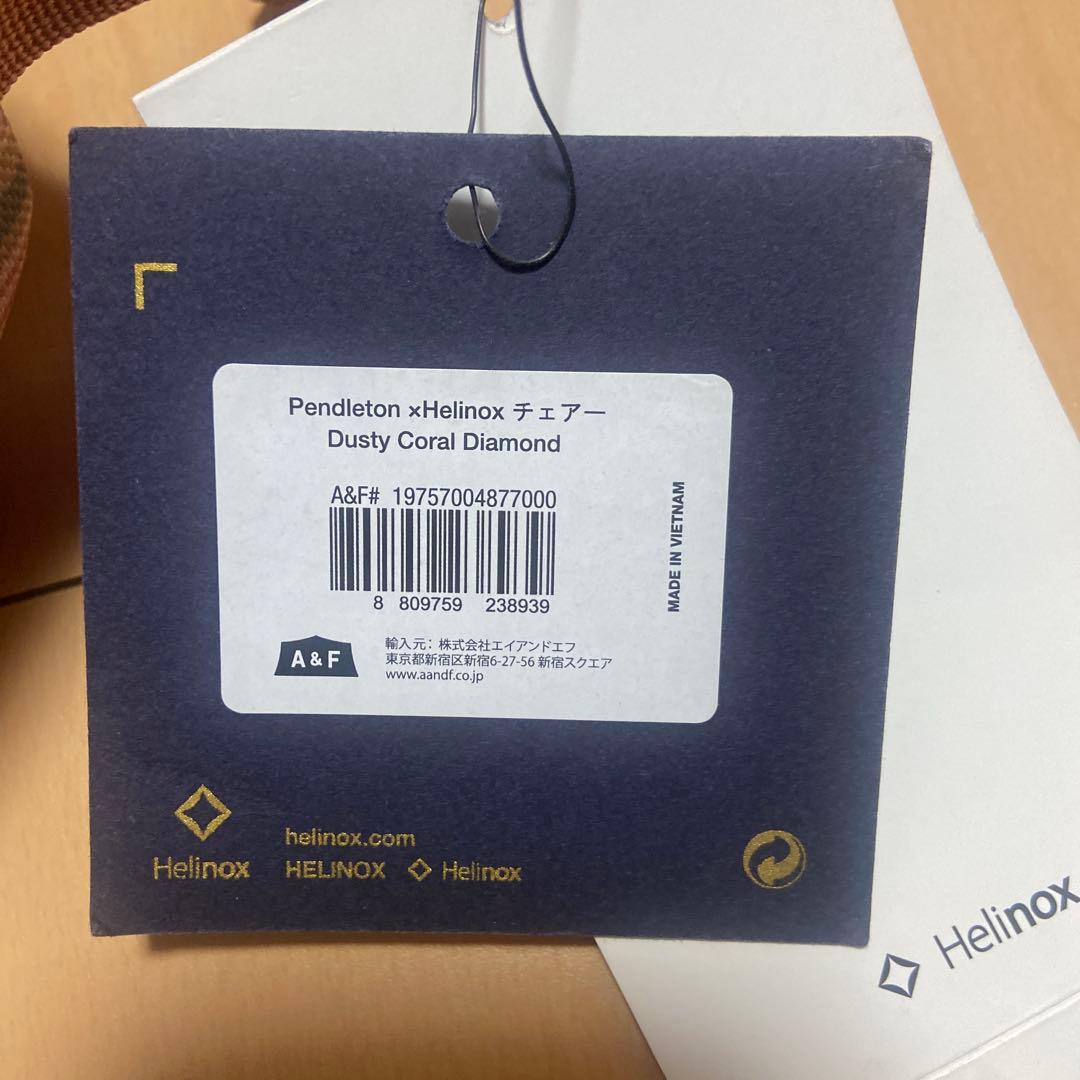 Pendleton ×Helinox チェアー
Dusty Coral Diamond
A&F# 19757004877000
8 809759 238939
MADE IN VIETNAM
A & F
輸入元: 株式会社エイアンドエフ
東京都新宿区新宿6-27-56 新宿スクエア
www.aandf.co.jp
Helinox
helinox.com
HELINOX Helinox
Helinox